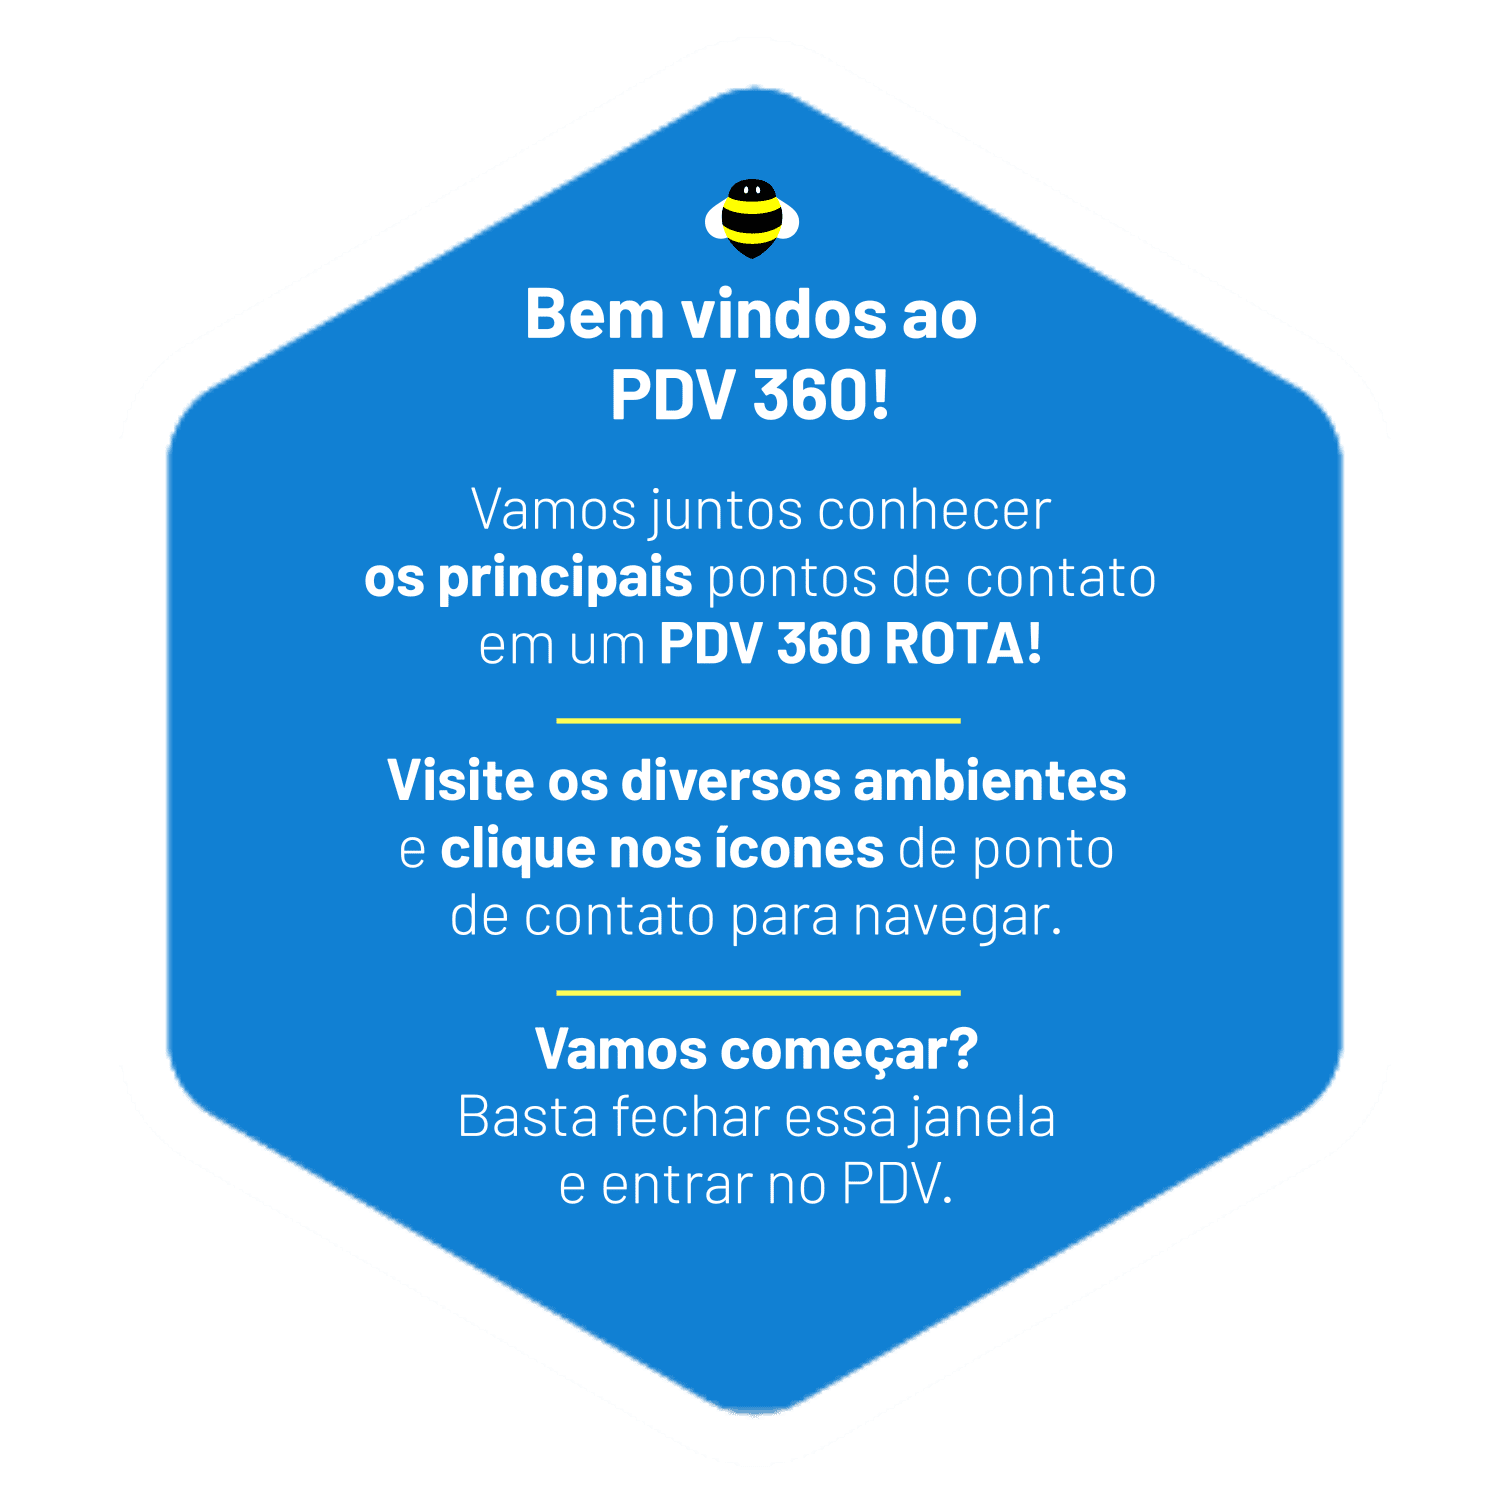 Bem vindos ao
PDV 360!
Vamos juntos conhecer
os principais pontos de contato
em um PDV 360 ROTA!
Visite os diversos ambientes
e clique nos ícones de ponto
de contato para navegar.
Vamos começar?
Basta fechar essa janela
e entrar no PDV.